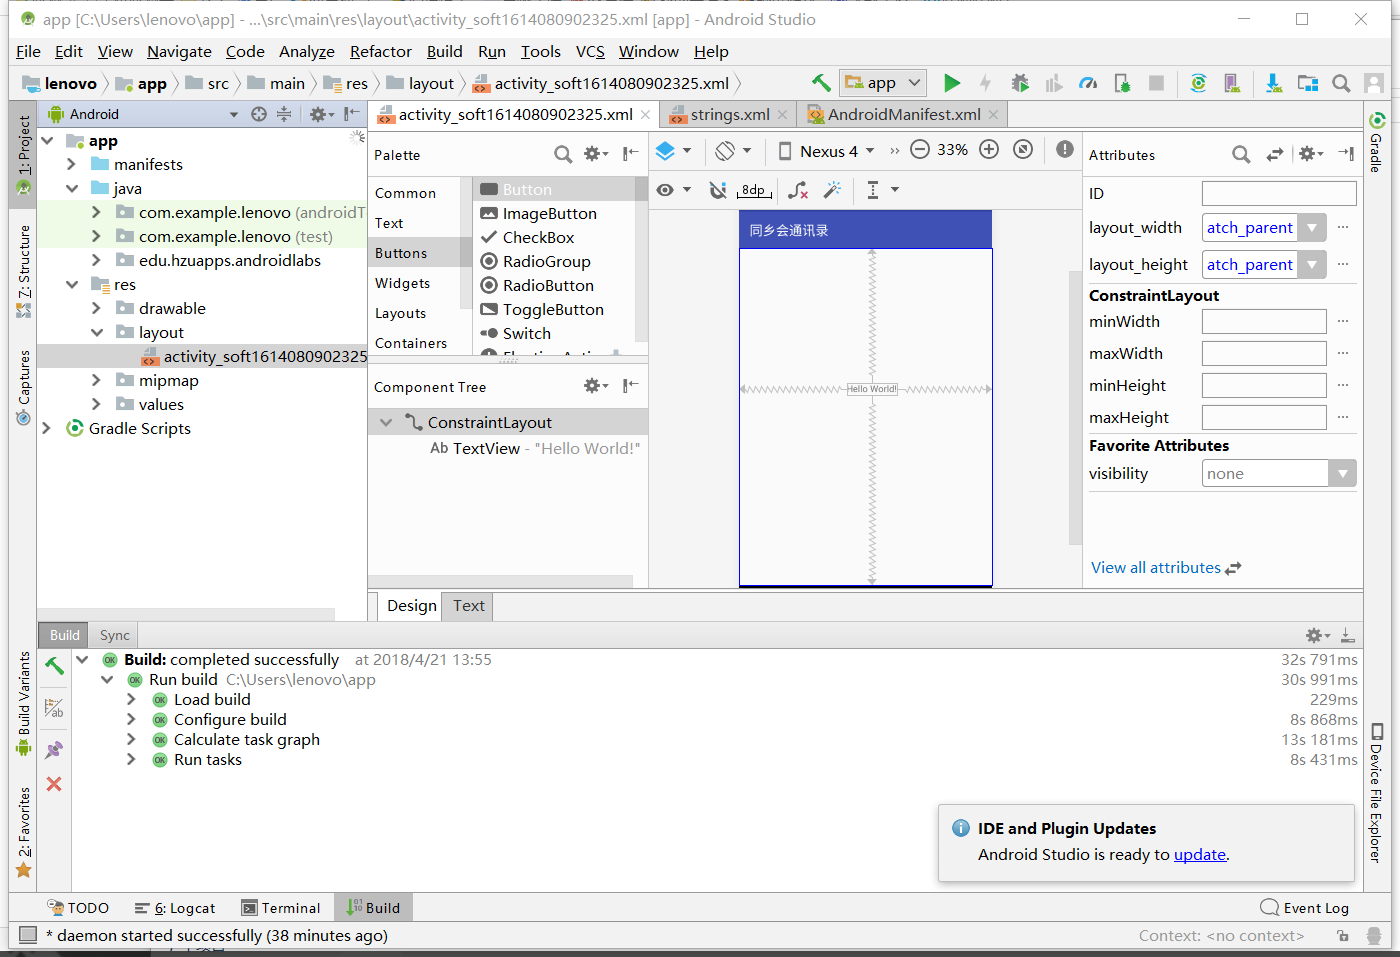 app [C:\Users\lenovo\app] - ...\src\main\res\layout\activity_soft1614080902325.xml [app] - Android Studio
File Edit View Navigate Code Analyze Refactor Build Run Tools VCS Window Help
lenovo app src main res layout activity_soft1614080902325.xml app
1: Project
Z: Structure
Captures
Build Variants
2: Favorites
Android
app
manifests
java
com.example.lenovo (androidT
com.example.lenovo (test)
edu.hzuapps.androidlabs
res
drawable
layout
activity_soft1614080902325
mipmap
values
Gradle Scripts
activity_soft1614080902325.xml strings.xml AndroidManifest.xml
Palette
Common
Text
Buttons
Widgets
Layouts
Containers
Button
ImageButton
CheckBox
RadioGroup
RadioButton
ToggleButton
Switch
Component Tree
ConstraintLayout
Ab TextView - "Hello World!"
Nexus 4 33%
8dp
同乡会通讯录
Hello World!
Design Text
Attributes
ID
layout_width atch_parent
layout_height atch_parent
ConstraintLayout
minWidth
maxWidth
minHeight
maxHeight
Favorite Attributes
visibility none
View all attributes
Gradle
Device File Explorer
Build Sync
Build: completed successfully at 2018/4/21 13:55 32s 791ms
Run build C:\Users\lenovo\app 30s 991ms
Load build 229ms
Configure build 8s 868ms
Calculate task graph 13s 181ms
Run tasks 8s 431ms
IDE and Plugin Updates
Android Studio is ready to update.
TODO 6: Logcat Terminal Build Event Log
* daemon started successfully (38 minutes ago) Context: <no context>